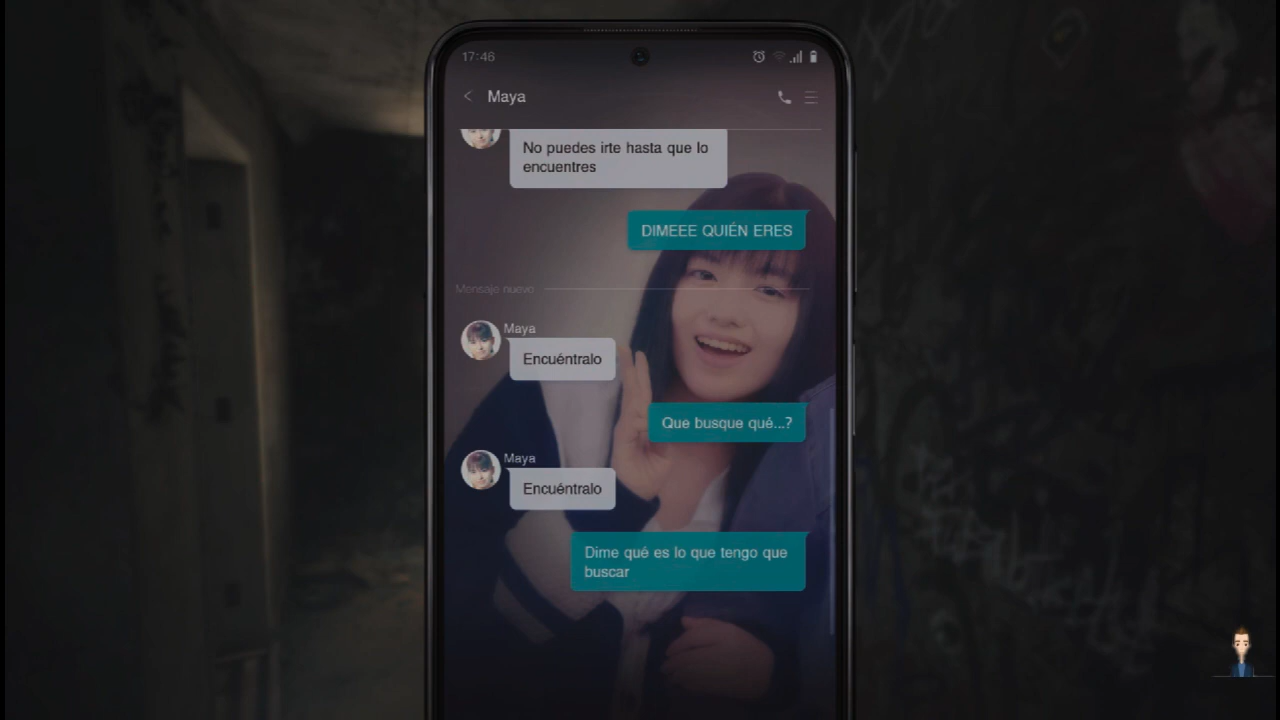 17:46
Maya
No puedes irte hasta que lo
encuentres
DIMEEE QUIÉN ERES
Mensaje nuevo
Maya
Encuéntralo
Que busque qué...?
Maya
Encuéntralo
Dime qué es lo que tengo que
buscar